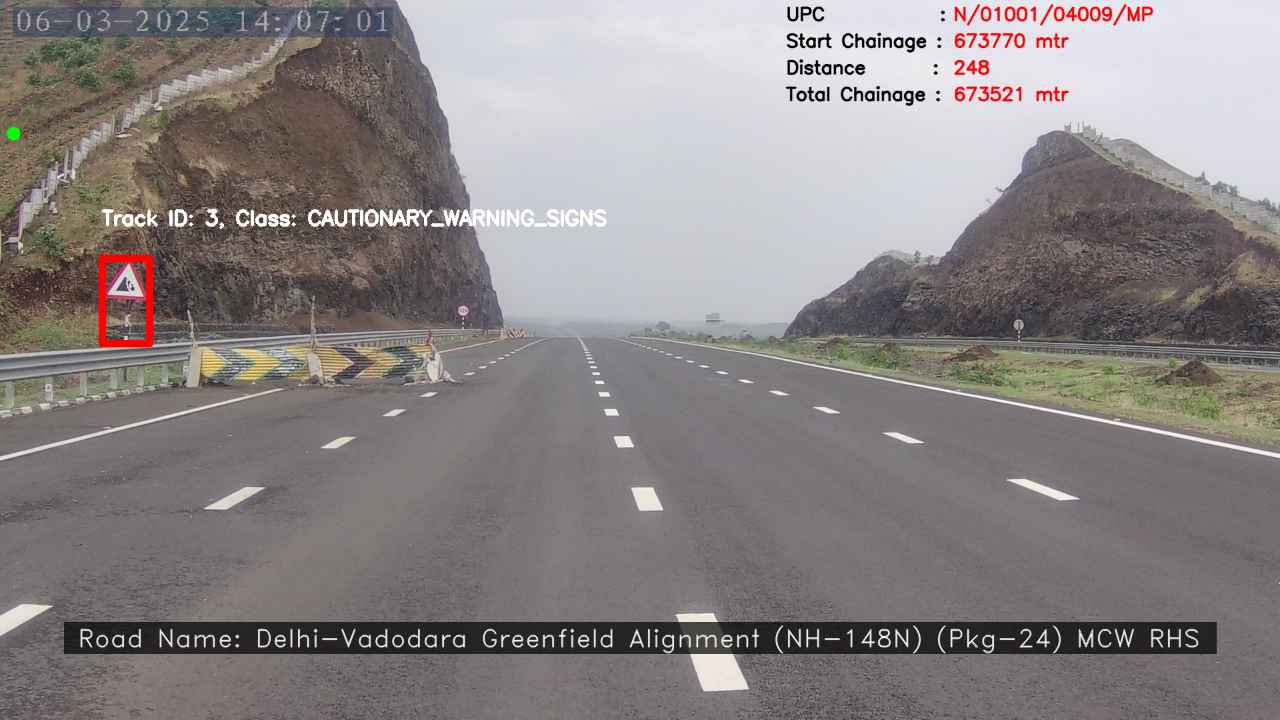 06-03-2025 14:07:01
UPC : N/01001/04009/MP
Start Chainage : 673770 mtr
Distance : 248
Total Chainage : 673521 mtr
Track ID: 3, Class: CAUTIONARY_WARNING_SIGNS
Road Name: Delhi-Vadodara Greenfield Alignment (NH-148N) (Pkg-24) MCW RHS